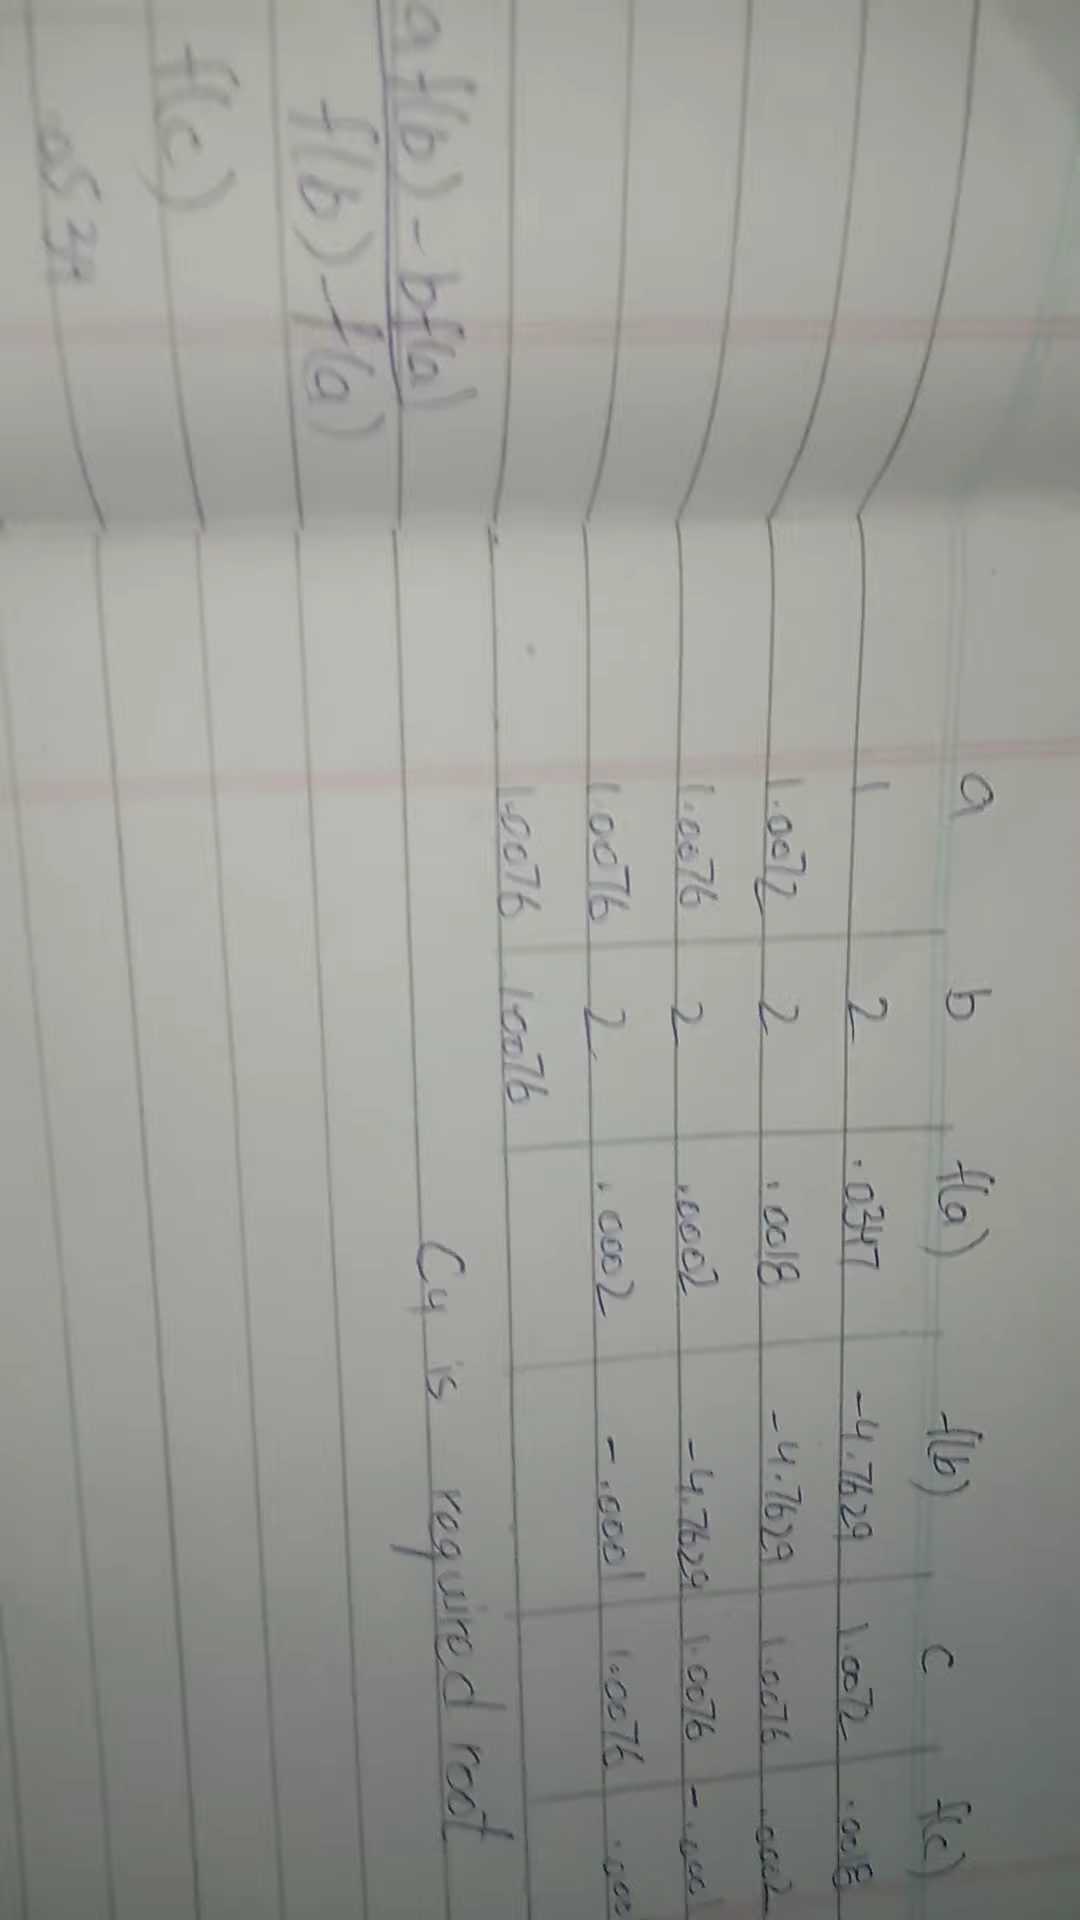 a b f(a) f(b) c f(c)
1 2 .0347 -4.7629 1.0072 .0018
1.0072 2 .0018 -4.7629 1.0076 .0002
1.0076 2 .0002 -4.7629 1.0076 -.0001
1.0076 2 .0002 -.0001 1.0076
1.0076 1.0076
C4 is required root
a f(b) - b f(a)
f(b) - f(a)
f(c)